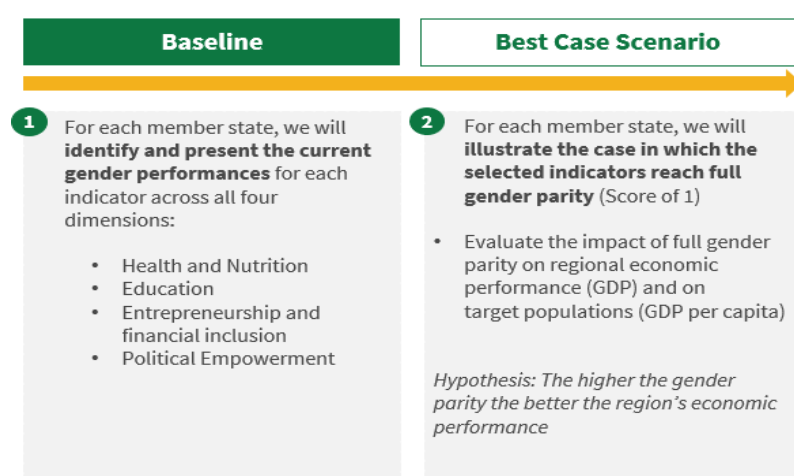 Baseline
Best Case Scenario
1
For each member state, we will
identify and present the current
gender performances for each
indicator across all four
dimensions:
• Health and Nutrition
• Education
• Entrepreneurship and
financial inclusion
• Political Empowerment
2
For each member state, we will
illustrate the case in which the
selected indicators reach full
gender parity (Score of 1)
• Evaluate the impact of full gender
parity on regional economic
performance (GDP) and on
target populations (GDP per capita)
Hypothesis: The higher the gender
parity the better the region's economic
performance